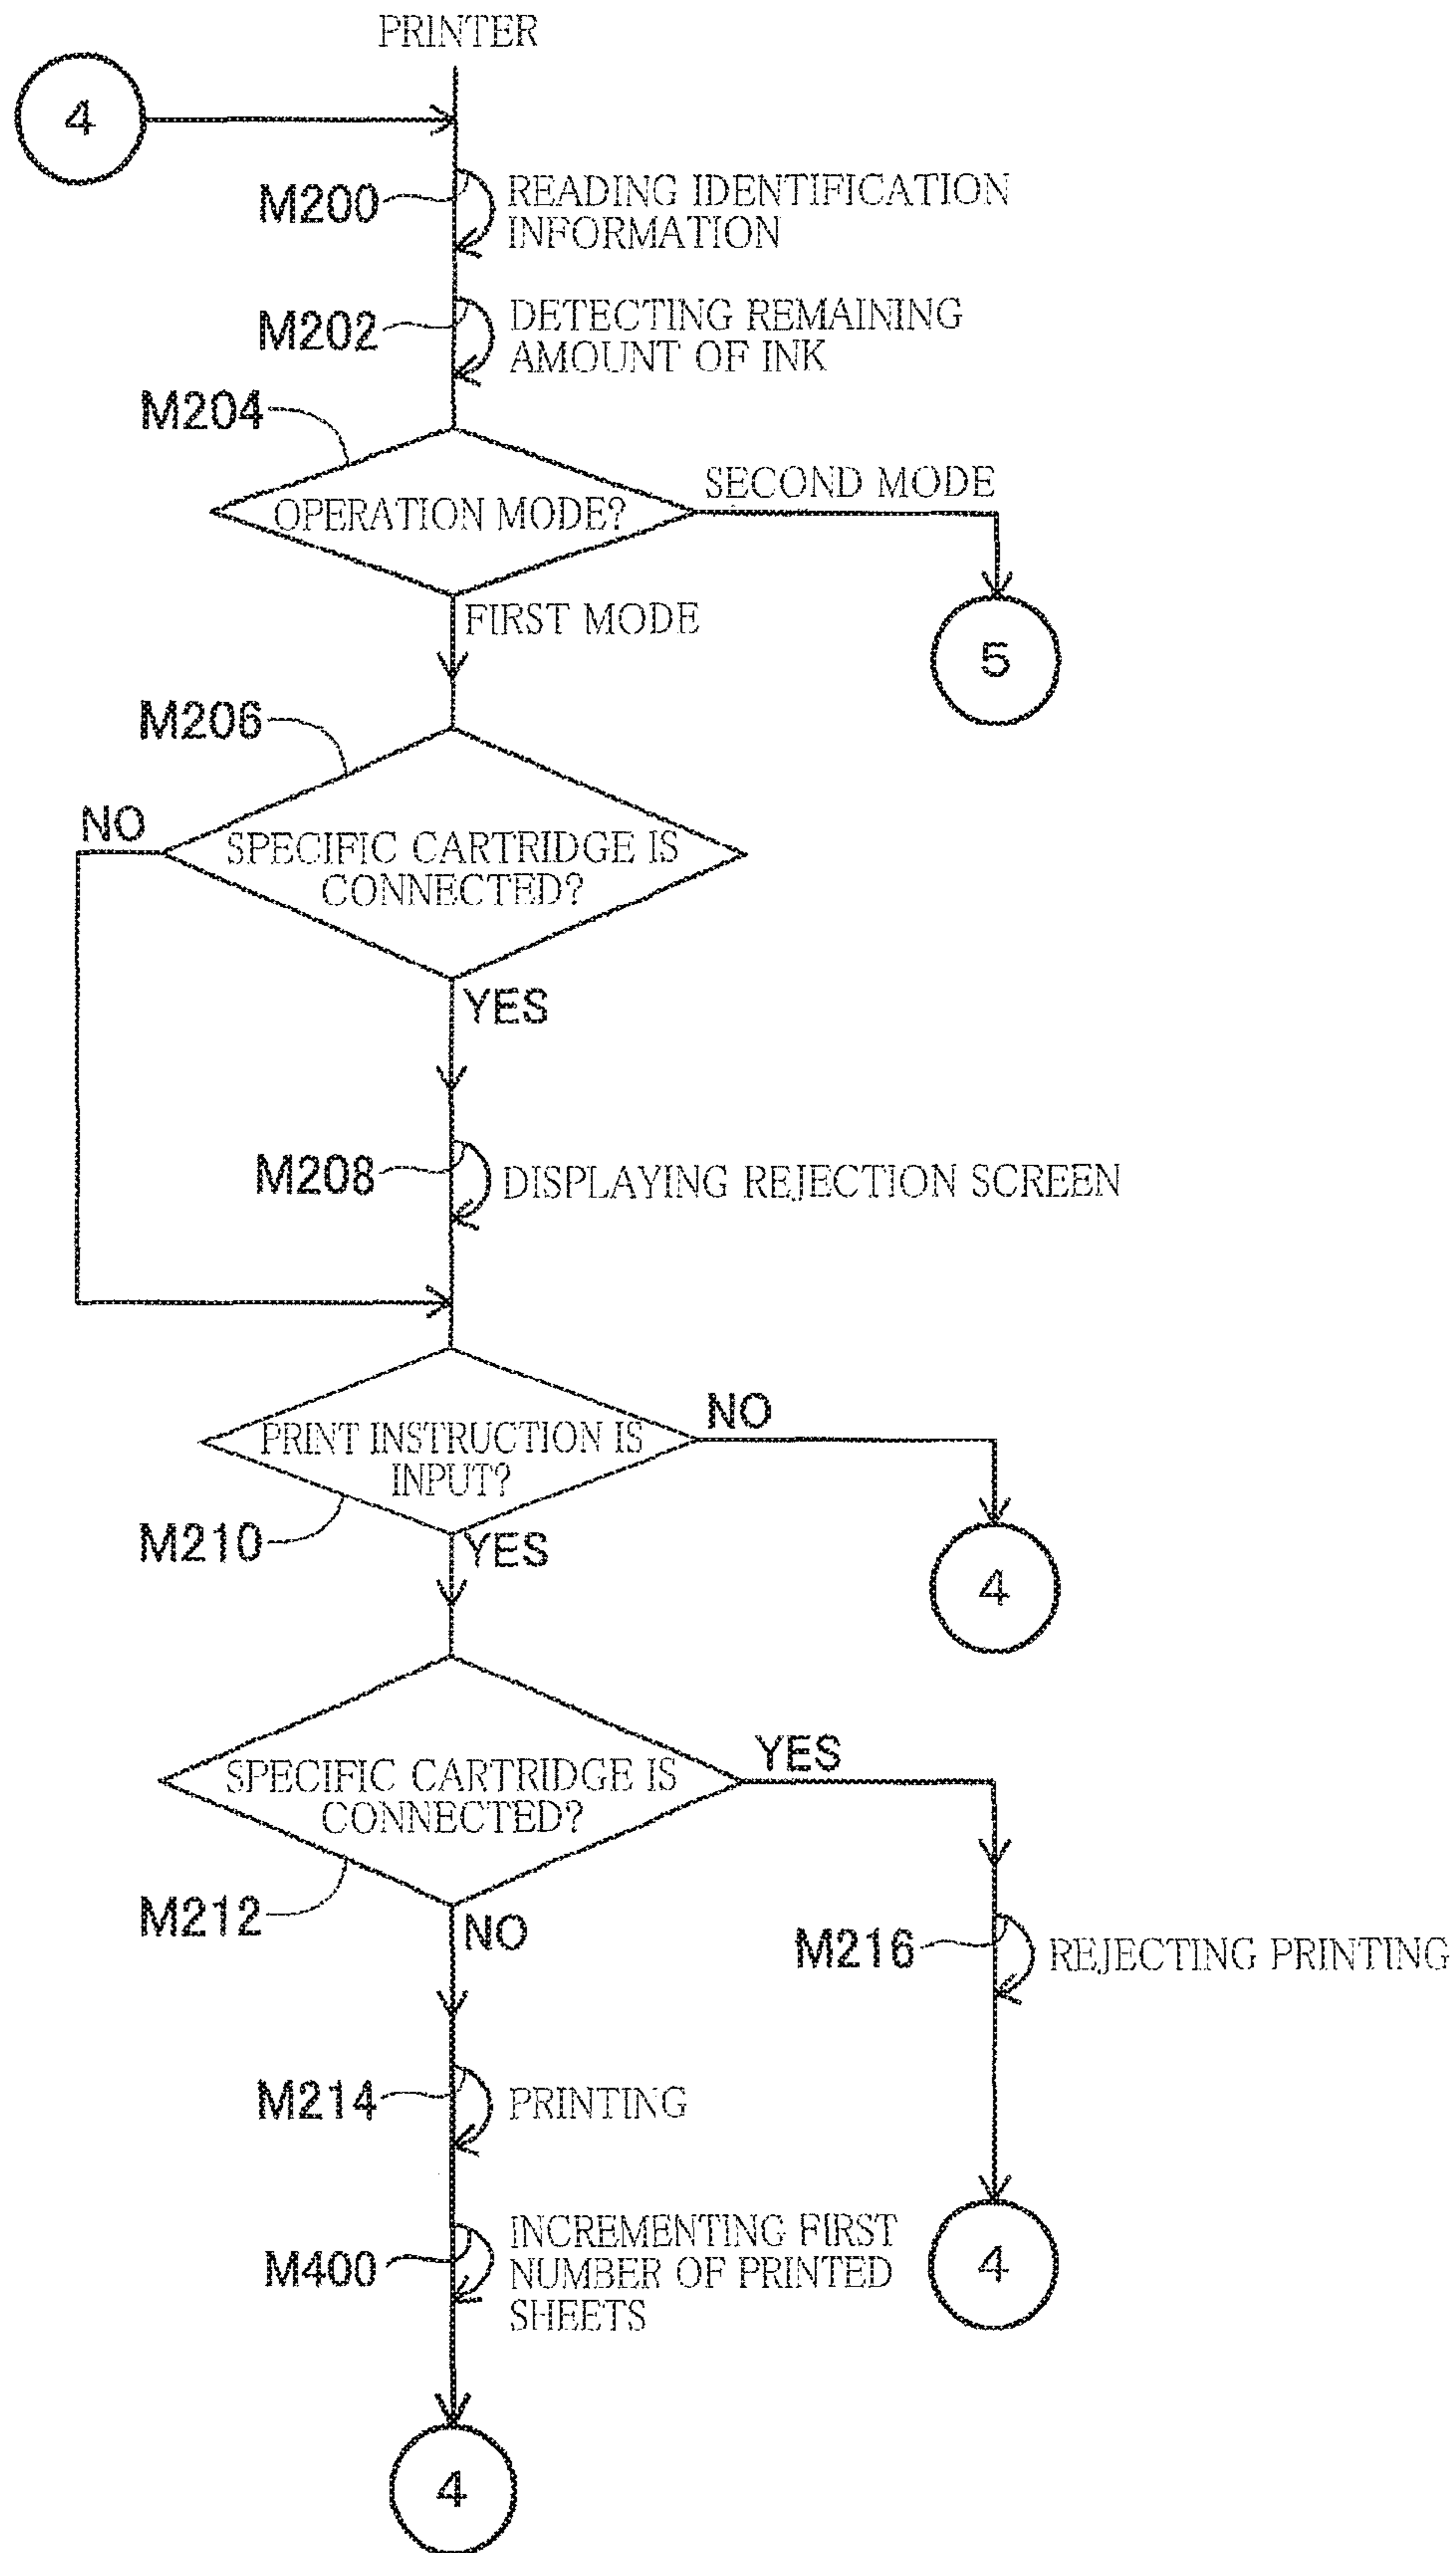 PRINTER
4
M200
READING IDENTIFICATION
INFORMATION
M202
DETECTING REMAINING
AMOUNT OF INK
M204
OPERATION MODE?
SECOND MODE
FIRST MODE
5
M206
NO
SPECIFIC CARTRIDGE IS
CONNECTED?
YES
M208
DISPLAYING REJECTION SCREEN
PRINT INSTRUCTION IS
INPUT?
NO
M210
YES
4
SPECIFIC CARTRIDGE IS
CONNECTED?
YES
M212
NO
M216
REJECTING PRINTING
M214
PRINTING
M400
INCREMENTING FIRST
NUMBER OF PRINTED
SHEETS
4
4